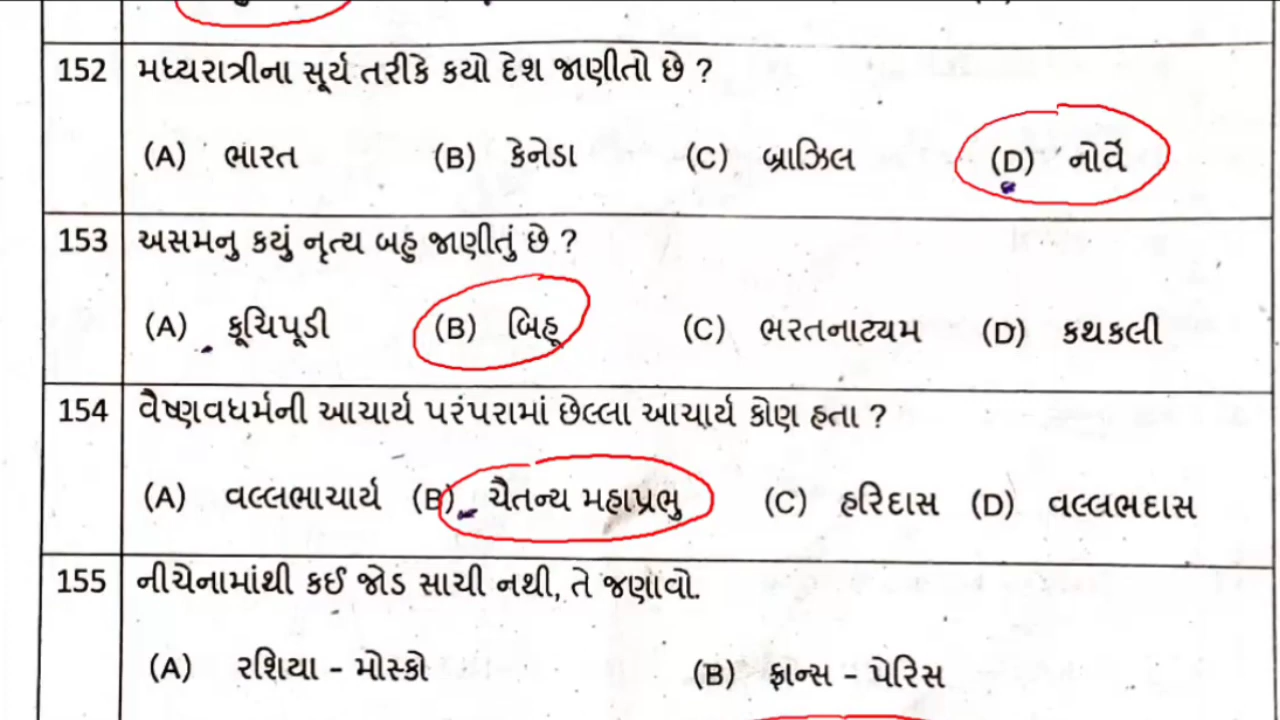 152 મધ્યરાત્રીના સૂર્ય તરીકે કયો દેશ જાણીતો છે ?
(A) ભારત (B) કેનેડા (C) બ્રાઝિલ (D) નોર્વે
153 અસમનુ કયું નૃત્ય બહુ જાણીતું છે ?
(A) કૂચિપૂડી (B) બિહૂ (C) ભરતનાટ્યમ (D) કથકલી
154 વૈષ્ણવધર્મની આચાર્ય પરંપરામાં છેલ્લા આચાર્ય કોણ હતા ?
(A) વલ્લભાચાર્ય (B) ચૈતન્ય મહાપ્રભુ (C) હરિદાસ (D) વલ્લભદાસ
155 નીચેનામાંથી કઈ જોડ સાચી નથી, તે જણાવો.
(A) રશિયા – મોસ્કો (B) ફ્રાન્સ – પેરિસ